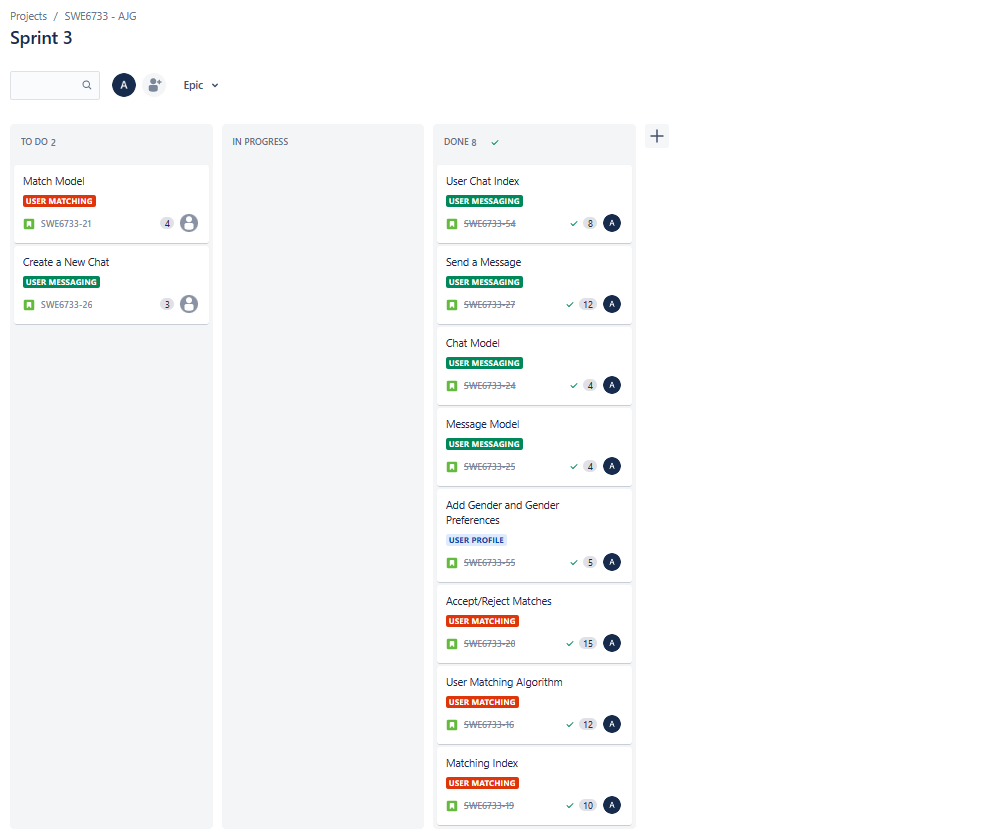 Projects / SWE6733 - AJG
Sprint 3
A
Epic
TO DO 2
Match Model
USER MATCHING
SWE6733-21
4
Create a New Chat
USER MESSAGING
SWE6733-26
3
IN PROGRESS
DONE 8
User Chat Index
USER MESSAGING
SWE6733-54
8
A
Send a Message
USER MESSAGING
SWE6733-27
12
A
Chat Model
USER MESSAGING
SWE6733-24
4
A
Message Model
USER MESSAGING
SWE6733-25
4
A
Add Gender and Gender
Preferences
USER PROFILE
SWE6733-55
5
A
Accept/Reject Matches
USER MATCHING
SWE6733-20
15
A
User Matching Algorithm
USER MATCHING
SWE6733-16
12
A
Matching Index
USER MATCHING
SWE6733-19
10
A